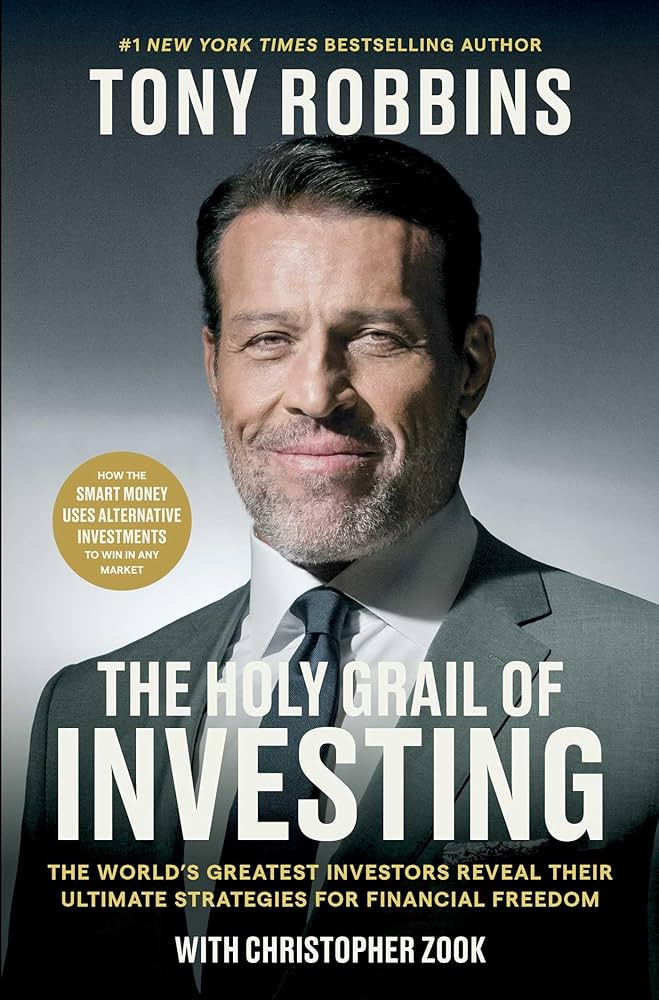 #1 NEW YORK TIMES BESTSELLING AUTHOR
TONY ROBBINS
HOW THE
SMART MONEY
USES ALTERNATIVE
INVESTMENTS
TO WIN IN ANY
MARKET
THE HOLY GRAIL OF
INVESTING
THE WORLD'S GREATEST INVESTORS REVEAL THEIR
ULTIMATE STRATEGIES FOR FINANCIAL FREEDOM
WITH CHRISTOPHER ZOOK